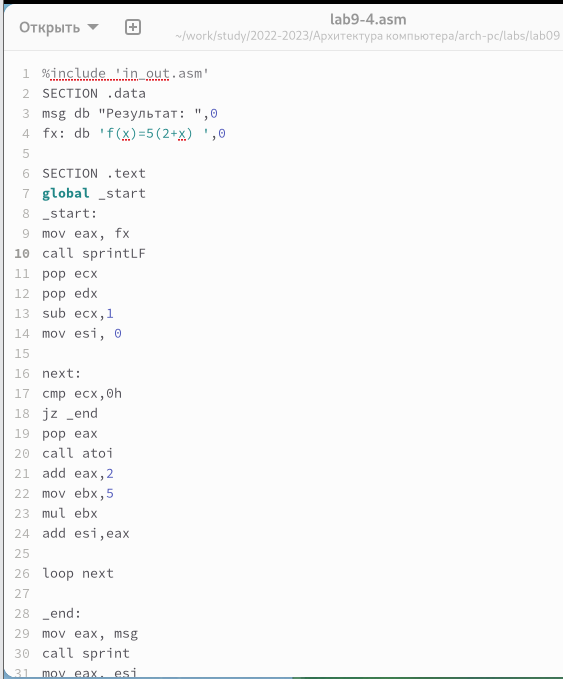 Открыть
lab9-4.asm
~/work/study/2022-2023/Архитектура компьютера/arch-pc/labs/lab09
1 %include 'in_out.asm'
2 SECTION .data
3 msg db "Результат: ",0
4 fx: db 'f(x)=5(2+x) ',0
5
6 SECTION .text
7 global _start
8 _start:
9 mov eax, fx
10 call sprintLF
11 pop ecx
12 pop edx
13 sub ecx,1
14 mov esi, 0
15
16 next:
17 cmp ecx,0h
18 jz _end
19 pop eax
20 call atoi
21 add eax,2
22 mov ebx,5
23 mul ebx
24 add esi,eax
25
26 loop next
27
28 _end:
29 mov eax, msg
30 call sprint
31 mov eax, esi